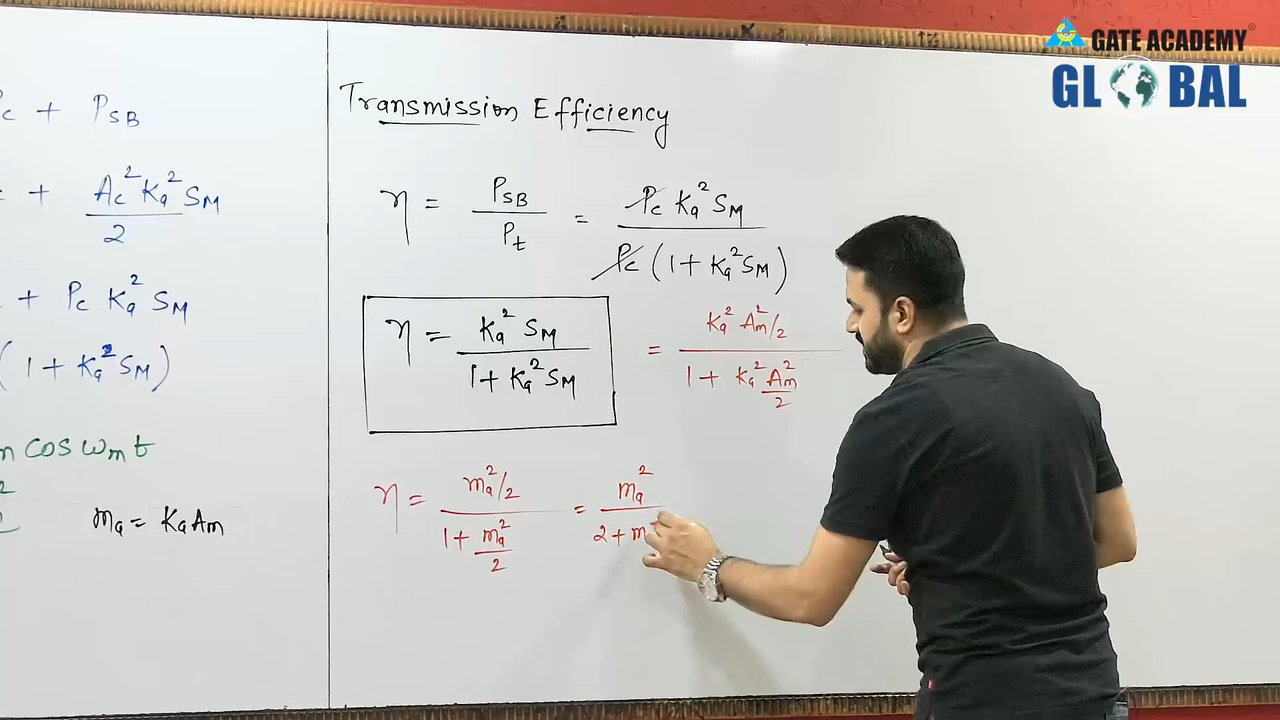 GATE ACADEMY
GLOBAL
Pc + PSB
+ Ac² Ka² SM / 2
+ Pc Ka² SM
(1 + Ka² SM)
m cos ωm t
ma = Ka Am
Transmission Efficiency
η = PSB / Pt = Pc Ka² SM / Pc (1 + Ka² SM)
η = Ka² SM / 1 + Ka² SM
= Ka² Am²/2 / 1 + Ka² Am²/2
η = ma²/2 / 1 + ma²/2 = ma² / 2 + m